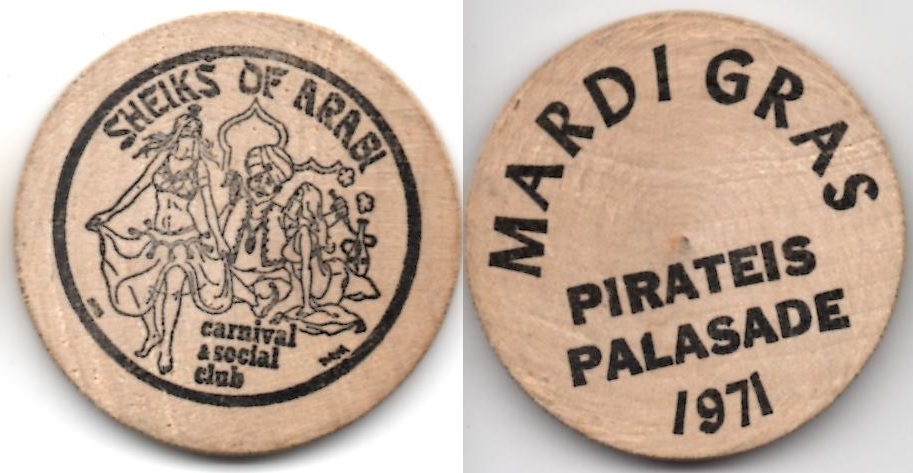 SHEIKS OF ARABI
carnival
& social
club
MARDI GRAS
PIRATEIS
PALASADE
1971